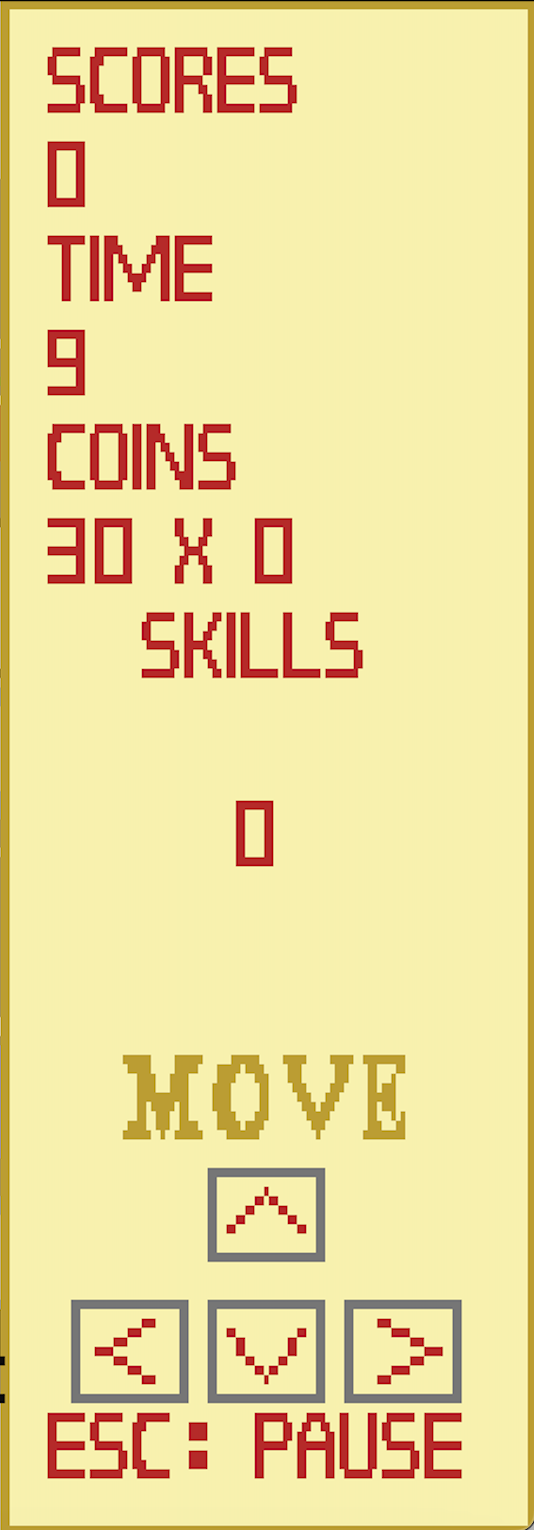 SCORES
0
TIME
9
COINS
30 X 0
SKILLS
0
MOVE
^
< v >
ESC: PAUSE